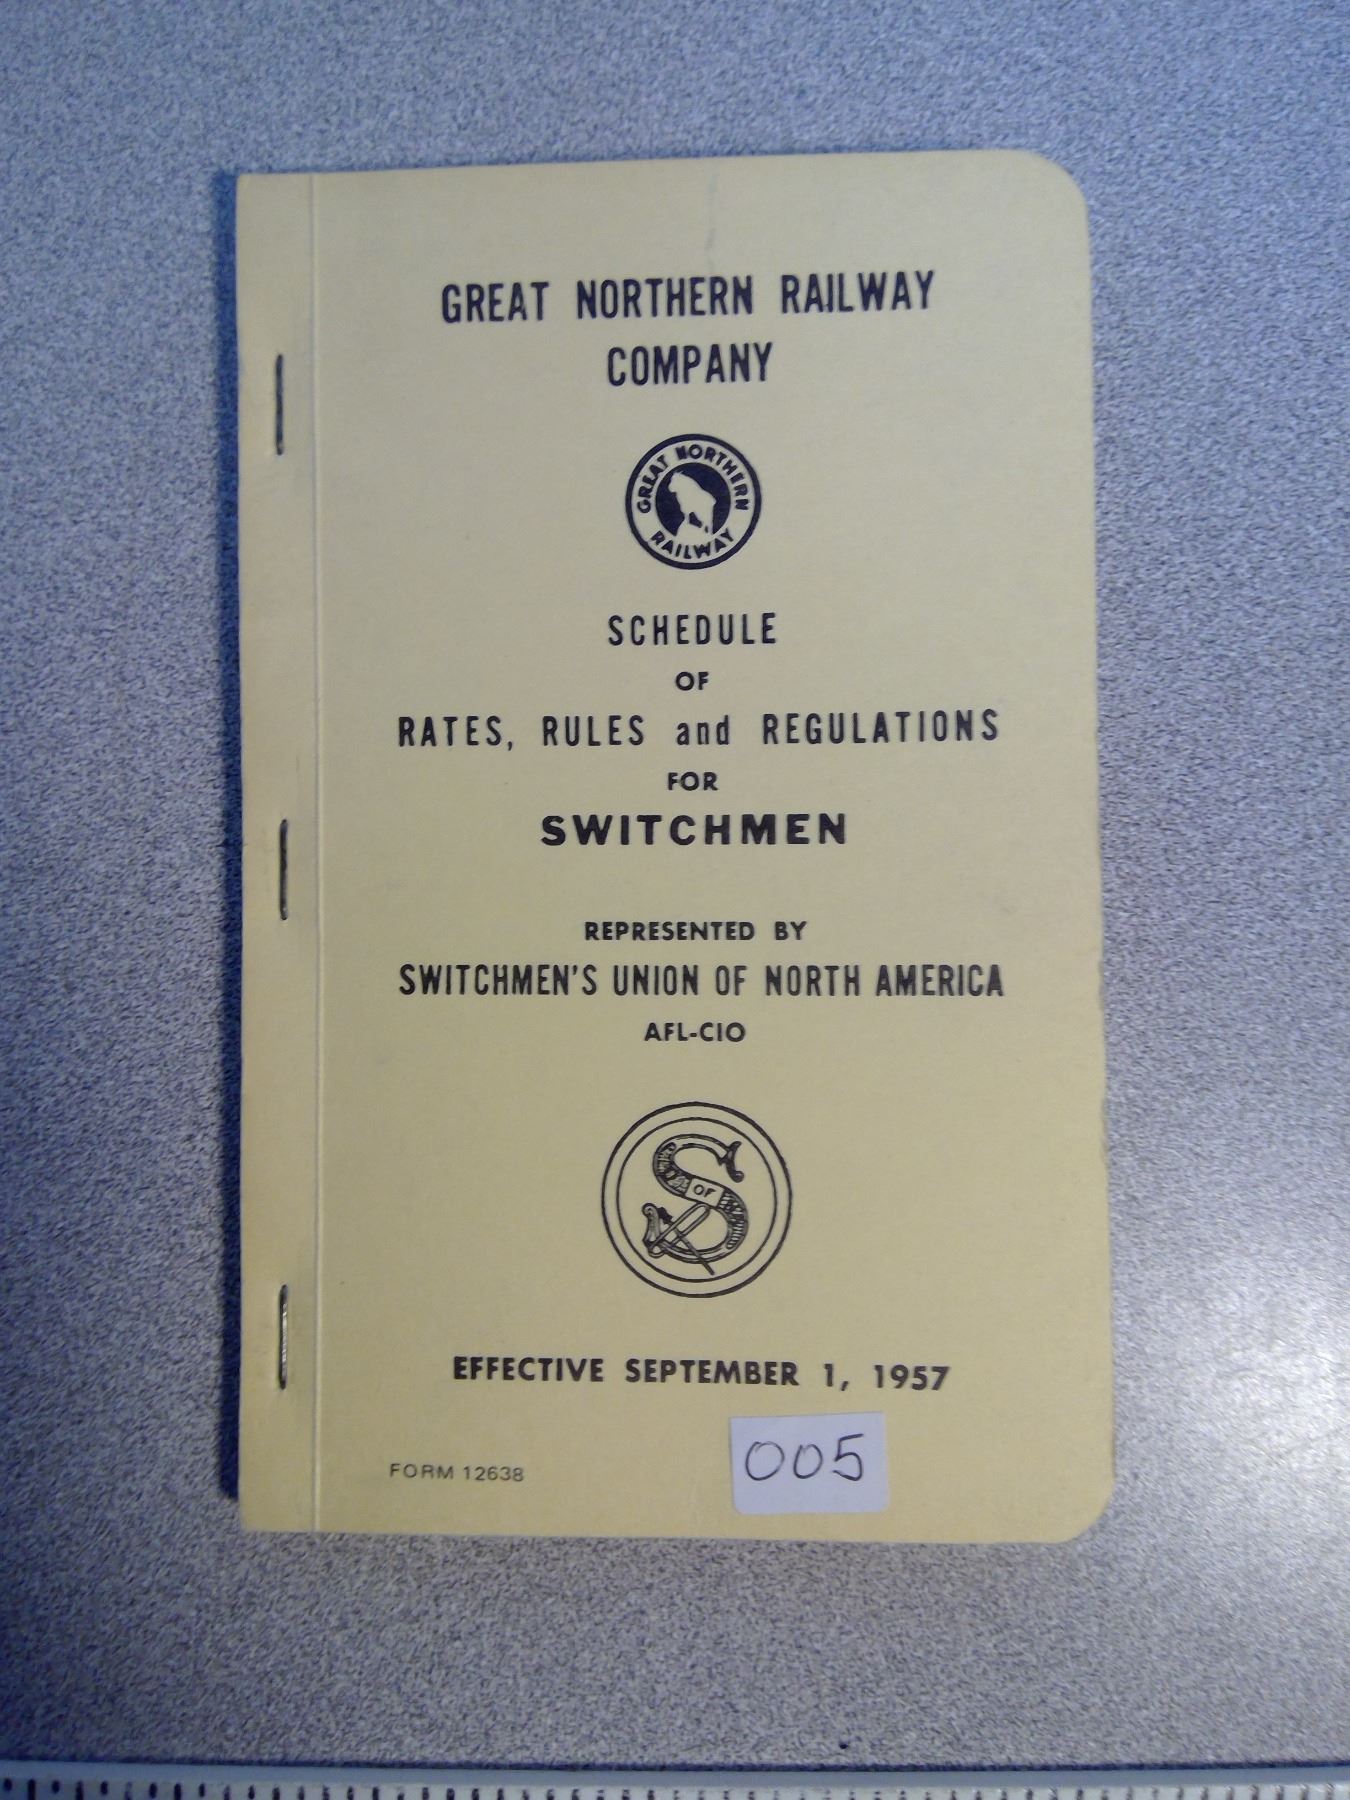 GREAT NORTHERN RAILWAY
COMPANY
GREAT NORTHERN
RAILWAY
SCHEDULE
OF
RATES, RULES and REGULATIONS
FOR
SWITCHMEN
REPRESENTED BY
SWITCHMEN'S UNION OF NORTH AMERICA
AFL-CIO
S
OF
EFFECTIVE SEPTEMBER 1, 1957
FORM 12638
005